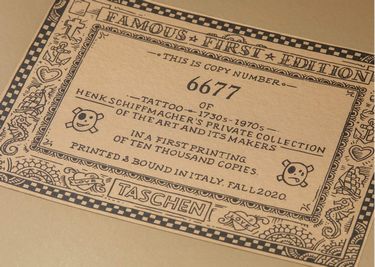 FAMOUS FIRST EDITION
THIS IS COPY NUMBER
6677
OF
TATTOO 1730s-1970s
HENK SCHIFFMACHER'S PRIVATE COLLECTION
OF THE ART AND ITS MAKERS
IN A FIRST PRINTING
OF TEN THOUSAND COPIES.
PRINTED & BOUND IN ITALY. FALL 2020.
TASCHEN